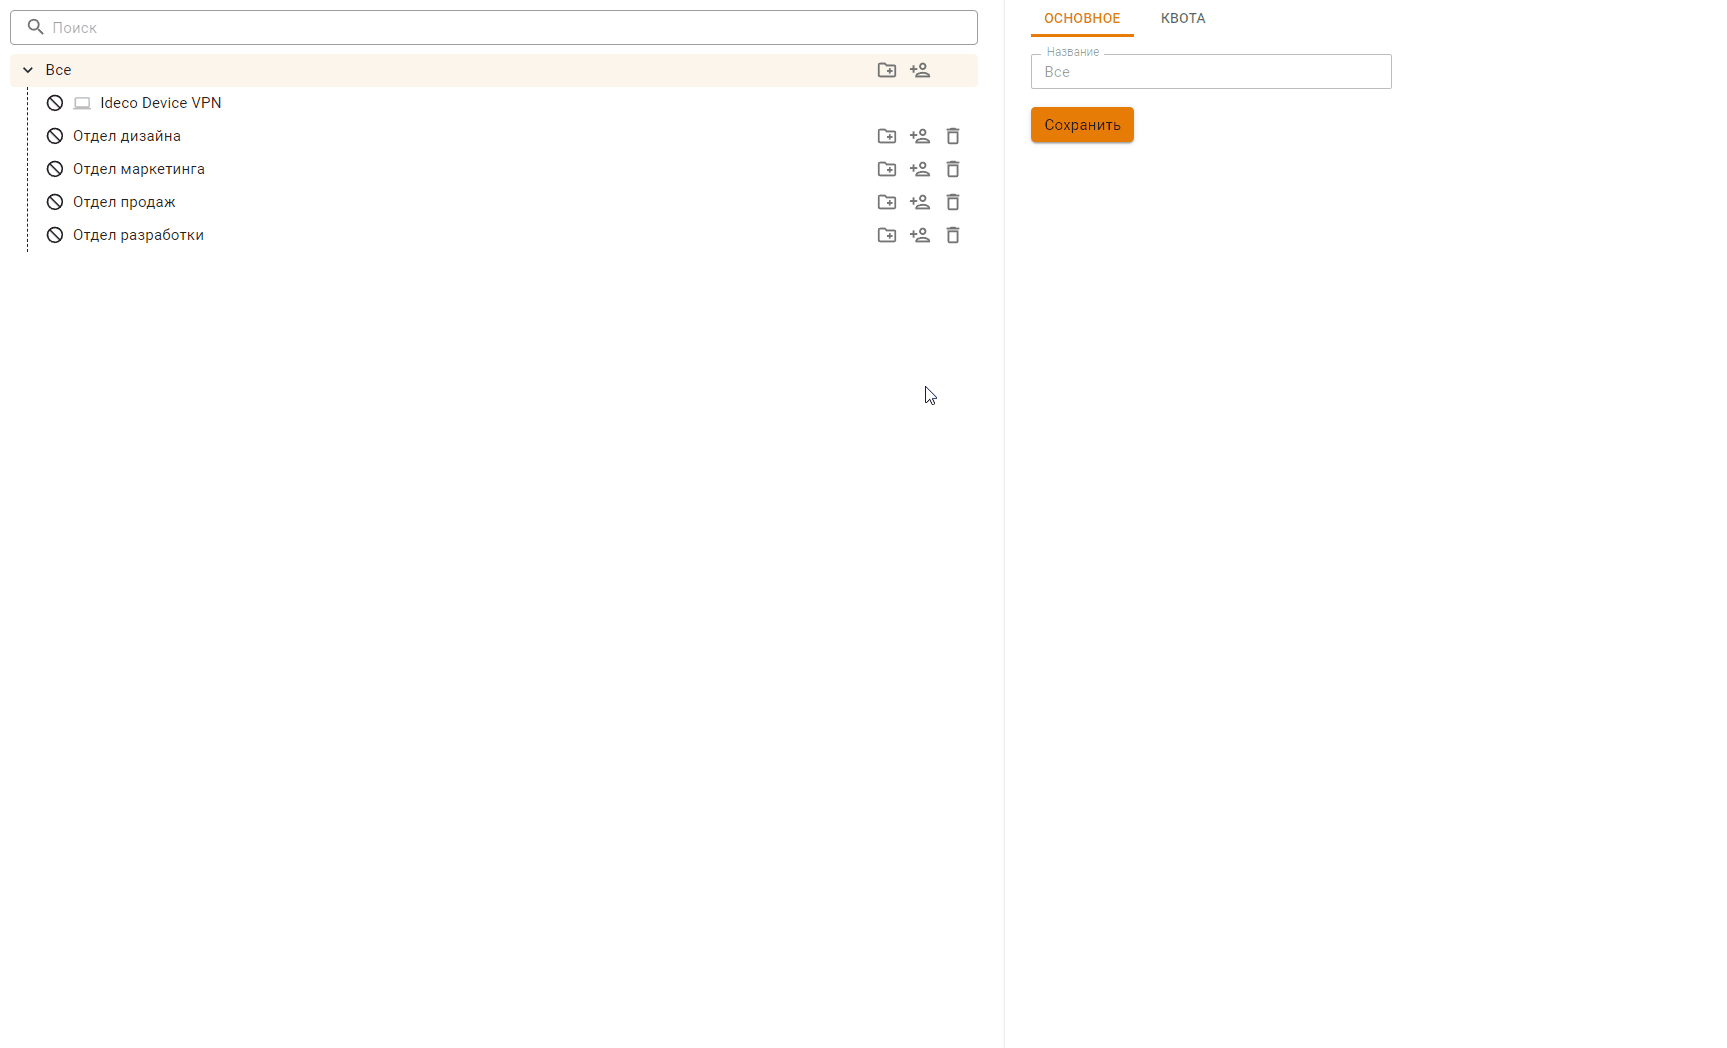 Поиск
Все
Ideco Device VPN
Отдел дизайна
Отдел маркетинга
Отдел продаж
Отдел разработки
ОСНОВНОЕ КВОТА
Название
Все
Сохранить